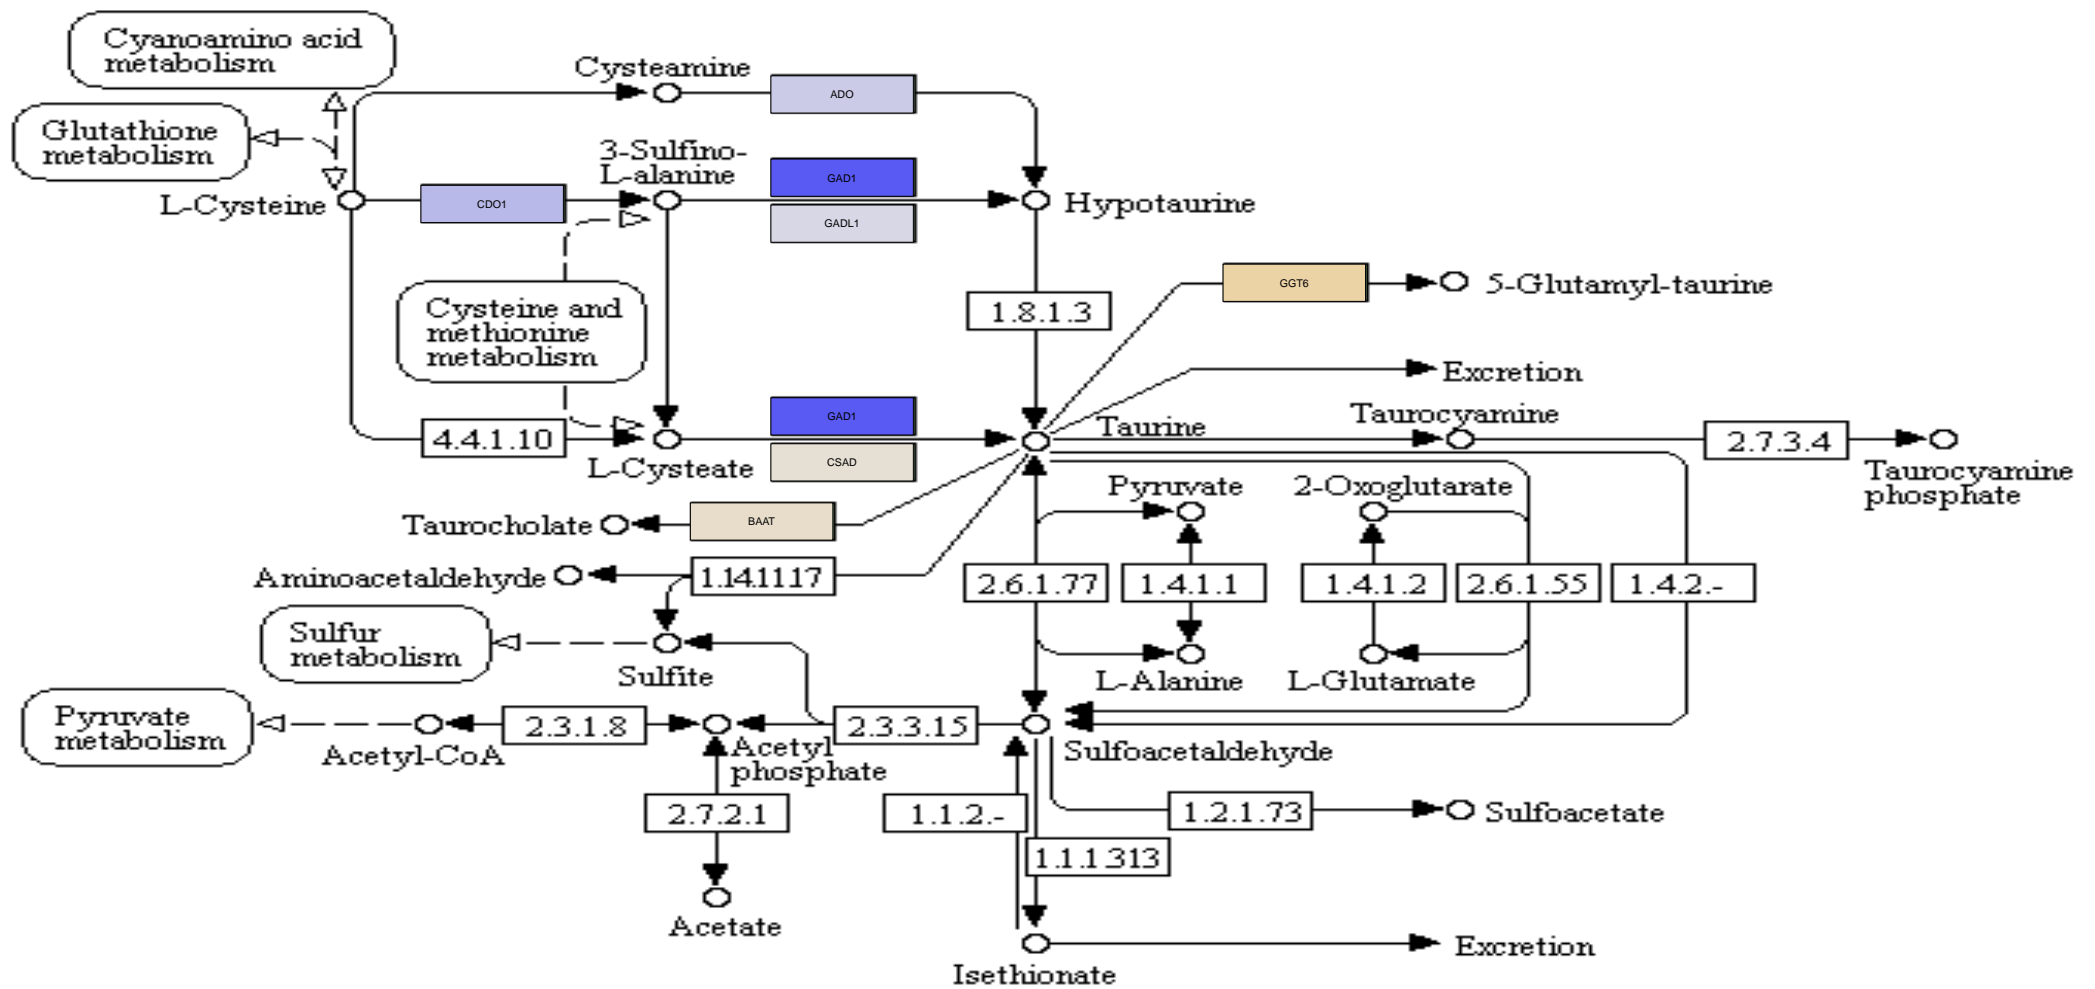 Cyanoamino acid
metabolism
Cysteamine
ADO
Glutathione
metabolism
3-Sulfino-
L-alanine
GAD1
L-Cysteine
CDO1
Hypotaurine
GADL1
GGT6
5-Glutamyl-taurine
Cysteine and
methionine
metabolism
1.8.1.3
Excretion
GAD1
Taurocyamine
4.4.1.10
Taurine
2.7.3.4
L-Cysteate
CSAD
Taurocyamine
phosphate
Pyruvate
2-Oxoglutarate
Taurocholate
BAAT
Aminoacetaldehyde
1.14.11.17
2.6.1.77
1.4.1.1
1.4.1.2
2.6.1.55
1.4.2.-
Sulfur
metabolism
Sulfite
L-Alanine
L-Glutamate
Pyruvate
metabolism
2.3.1.8
2.3.3.15
Acetyl-CoA
Acetyl
phosphate
Sulfoacetaldehyde
2.7.2.1
1.1.2.-
1.2.1.73
Sulfoacetate
1.1.1.313
Acetate
Excretion
Isethionate